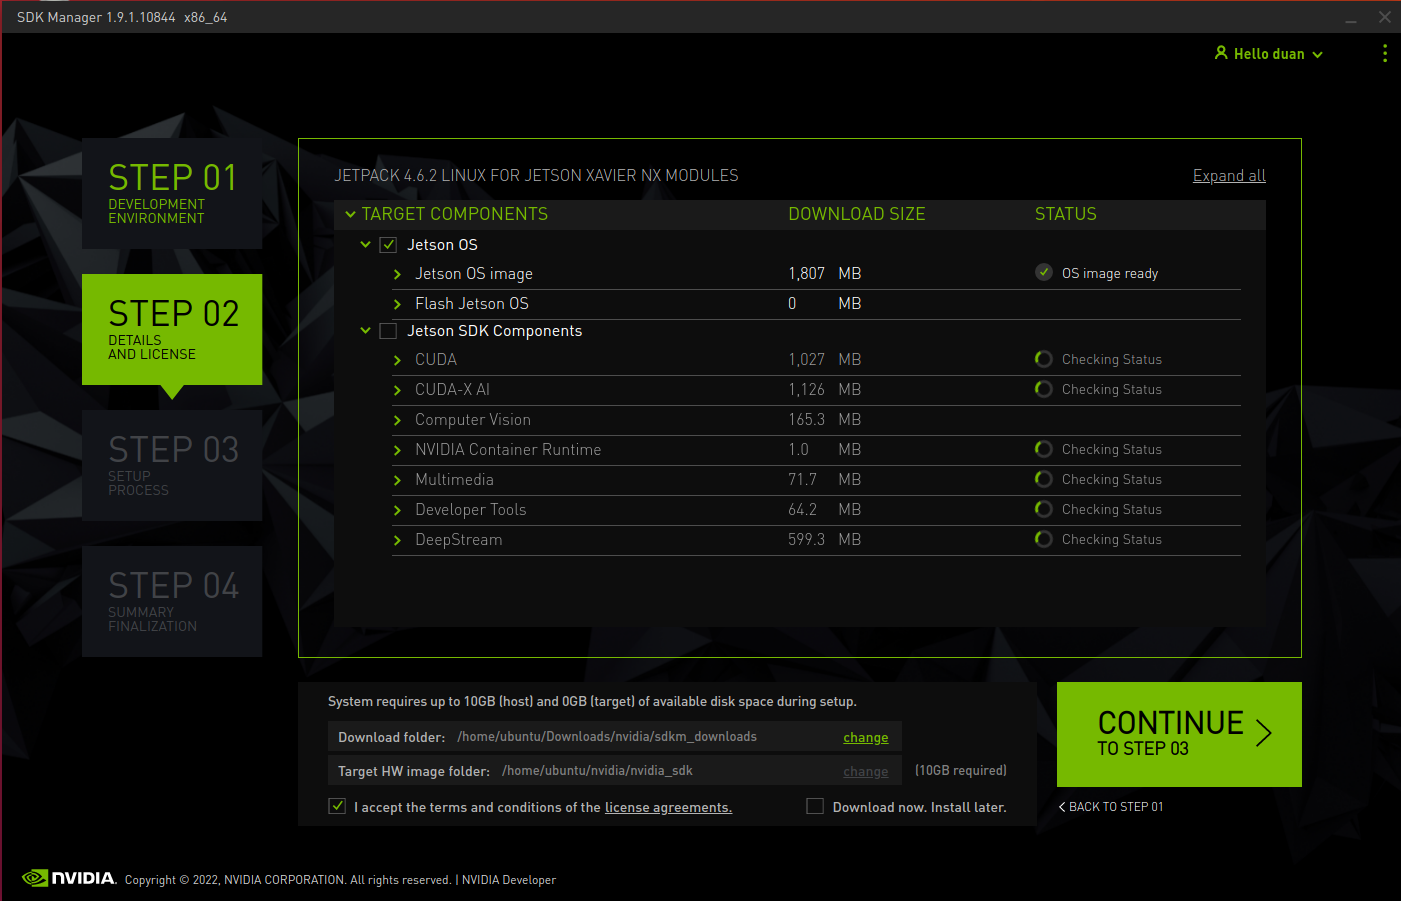 SDK Manager 1.9.1.10844 x86_64
Hello duan
STEP 01
DEVELOPMENT
ENVIRONMENT
STEP 02
DETAILS
AND LICENSE
STEP 03
SETUP
PROCESS
STEP 04
SUMMARY
FINALIZATION
JETPACK 4.6.2 LINUX FOR JETSON XAVIER NX MODULES
Expand all
TARGET COMPONENTS DOWNLOAD SIZE STATUS
Jetson OS
Jetson OS image 1,807 MB OS image ready
Flash Jetson OS 0 MB
Jetson SDK Components
CUDA 1,027 MB Checking Status
CUDA-X AI 1,126 MB Checking Status
Computer Vision 165.3 MB
NVIDIA Container Runtime 1.0 MB Checking Status
Multimedia 71.7 MB Checking Status
Developer Tools 64.2 MB Checking Status
DeepStream 599.3 MB Checking Status
System requires up to 10GB (host) and 0GB (target) of available disk space during setup.
Download folder: /home/ubuntu/Downloads/nvidia/sdkm_downloads change
Target HW image folder: /home/ubuntu/nvidia/nvidia_sdk change (10GB required)
I accept the terms and conditions of the license agreements. Download now. Install later.
CONTINUE
TO STEP 03
BACK TO STEP 01
NVIDIA. Copyright © 2022, NVIDIA CORPORATION. All rights reserved. | NVIDIA Developer